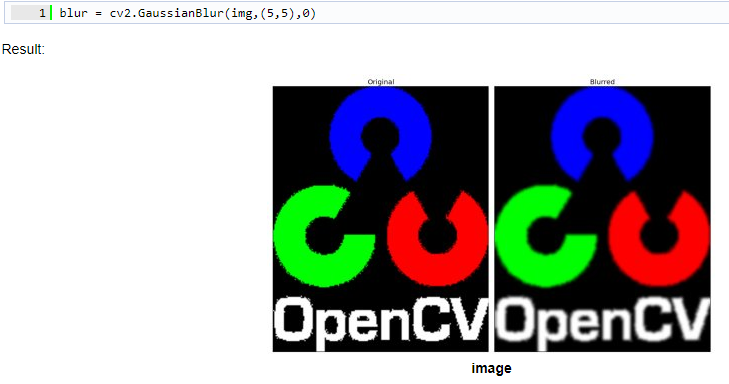 1 blur = cv2.GaussianBlur(img,(5,5),0)
Result:
Original Blurred
OpenCV OpenCV
image